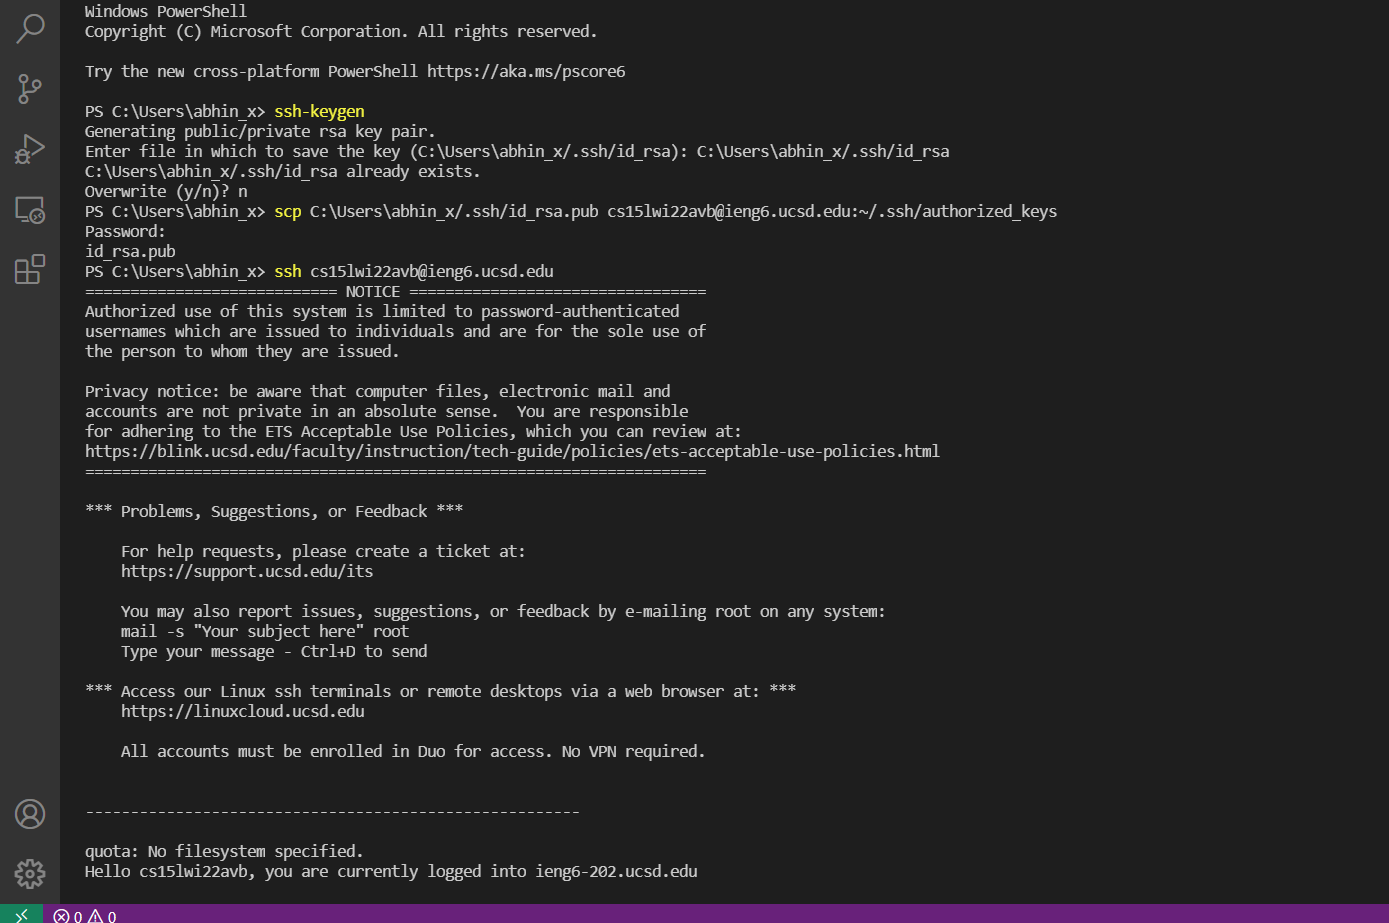 Windows PowerShell
Copyright (C) Microsoft Corporation. All rights reserved.
Try the new cross-platform PowerShell https://aka.ms/pscore6
PS C:\Users\abhin_x> ssh-keygen
Generating public/private rsa key pair.
Enter file in which to save the key (C:\Users\abhin_x/.ssh/id_rsa): C:\Users\abhin_x/.ssh/id_rsa
C:\Users\abhin_x/.ssh/id_rsa already exists.
Overwrite (y/n)? n
PS C:\Users\abhin_x> scp C:\Users\abhin_x/.ssh/id_rsa.pub cs15lwi22avb@ieng6.ucsd.edu:~/.ssh/authorized_keys
Password:
id_rsa.pub
PS C:\Users\abhin_x> ssh cs15lwi22avb@ieng6.ucsd.edu
============================ NOTICE =================================
Authorized use of this system is limited to password-authenticated
usernames which are issued to individuals and are for the sole use of
the person to whom they are issued.
Privacy notice: be aware that computer files, electronic mail and
accounts are not private in an absolute sense.  You are responsible
for adhering to the ETS Acceptable Use Policies, which you can review at:
https://blink.ucsd.edu/faculty/instruction/tech-guide/policies/ets-acceptable-use-policies.html
=====================================================================
*** Problems, Suggestions, or Feedback ***
For help requests, please create a ticket at:
https://support.ucsd.edu/its
You may also report issues, suggestions, or feedback by e-mailing root on any system:
mail -s "Your subject here" root
Type your message - Ctrl+D to send
*** Access our Linux ssh terminals or remote desktops via a web browser at: ***
https://linuxcloud.ucsd.edu
All accounts must be enrolled in Duo for access. No VPN required.
-------------------------------------------------------
quota: No filesystem specified.
Hello cs15lwi22avb, you are currently logged into ieng6-202.ucsd.edu
0 0